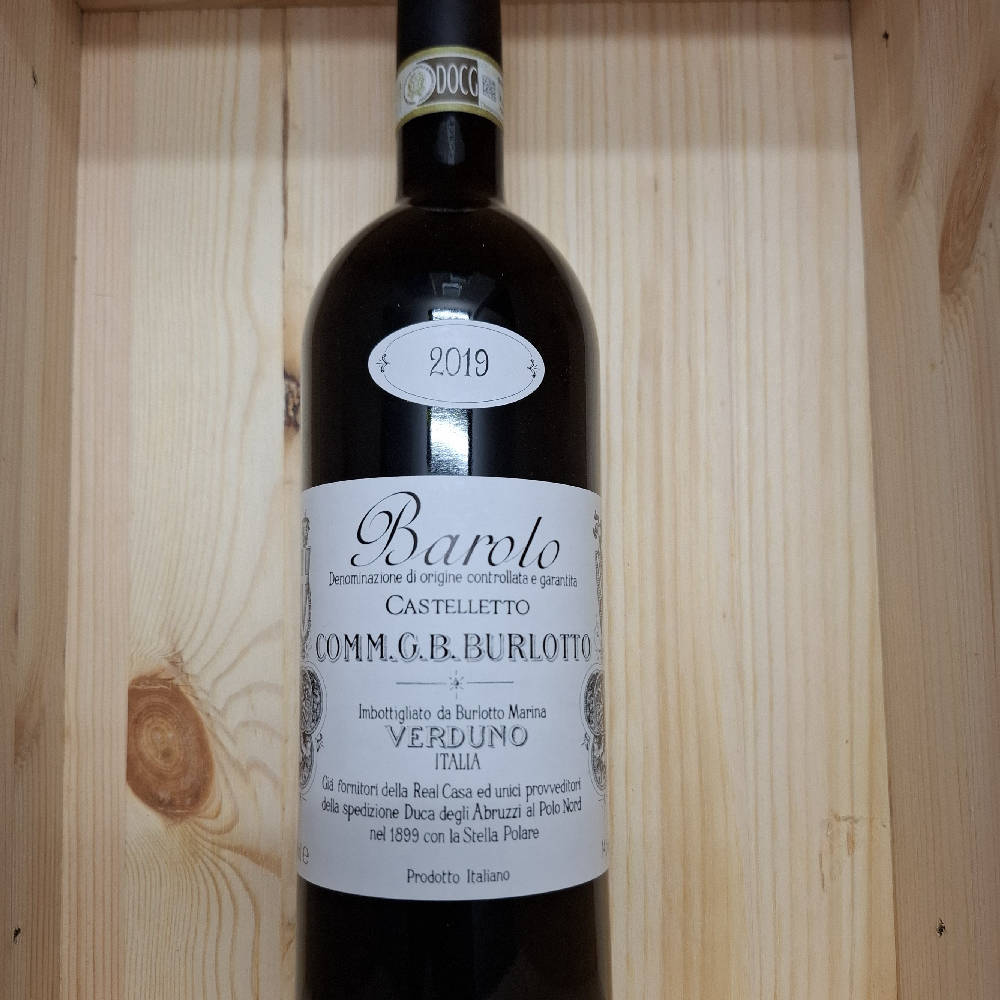 DOCG
2019
Barolo
Denominazione di origine controllata e garantita
CASTELLETTO
COMM. G. B. BURLOTTO
Imbottigliato da Burlotto Marina
VERDUNO
ITALIA
Già fornitori della Real Casa ed unici provveditori
della spedizione Duca degli Abruzzi al Polo Nord
nel 1899 con la Stella Polare
e
Prodotto Italiano